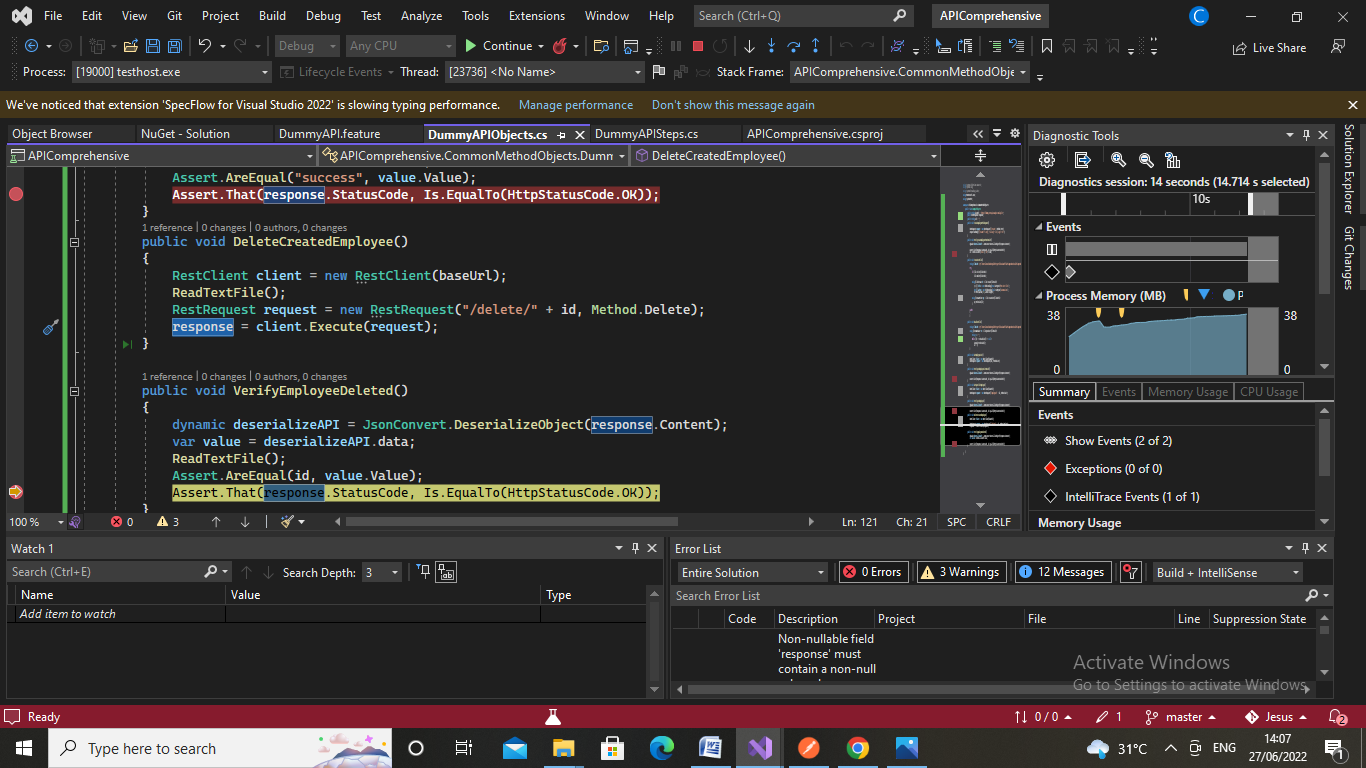 File Edit View Git Project Build Debug Test Analyze Tools Extensions Window Help Search (Ctrl+Q) APIComprehensive C
Debug Any CPU Continue Live Share
Process: [19000] testhost.exe Lifecycle Events Thread: [23736] <No Name> Stack Frame: APIComprehensive.CommonMethodObje
We've noticed that extension 'SpecFlow for Visual Studio 2022' is slowing typing performance. Manage performance Don't show this message again
Object Browser NuGet - Solution DummyAPI.feature DummyAPIObjects.cs DummyAPISteps.cs APIComprehensive.csproj
APIComprehensive APIComprehensive.CommonMethodObjects.Dumm DeleteCreatedEmployee()
Assert.AreEqual("success", value.Value);
Assert.That(response.StatusCode, Is.EqualTo(HttpStatusCode.OK));
}
1 reference | 0 changes | 0 authors, 0 changes
public void DeleteCreatedEmployee()
{
RestClient client = new RestClient(baseUrl);
ReadTextFile();
RestRequest request = new RestRequest("/delete/" + id, Method.Delete);
response = client.Execute(request);
}
1 reference | 0 changes | 0 authors, 0 changes
public void VerifyEmployeeDeleted()
{
dynamic deserializeAPI = JsonConvert.DeserializeObject(response.Content);
var value = deserializeAPI.data;
ReadTextFile();
Assert.AreEqual(id, value.Value);
Assert.That(response.StatusCode, Is.EqualTo(HttpStatusCode.OK));
}
100 % 0 3 Ln: 121 Ch: 21 SPC CRLF
Diagnostic Tools
Diagnostics session: 14 seconds (14.714 s selected)
10s
Events
Process Memory (MB) P
38 38
0 0
Summary Events Memory Usage CPU Usage
Events
Show Events (2 of 2)
Exceptions (0 of 0)
IntelliTrace Events (1 of 1)
Memory Usage
Solution Explorer
Git Changes
Watch 1
Search (Ctrl+E) Search Depth: 3
Name Value Type
Add item to watch
Error List
Entire Solution 0 Errors 3 Warnings 12 Messages Build + IntelliSense
Search Error List
Code Description Project File Line Suppression State
Non-nullable field
'response' must
contain a non-null
Activate Windows
Go to Settings to activate Windows.
Ready 0 / 0 1 master Jesus 2
Type here to search 31°C ENG 14:07
27/06/2022 1